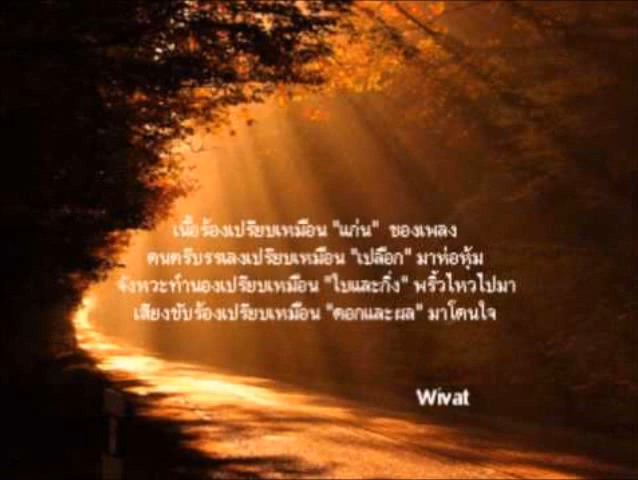 เนื้อร้องเปรียบเหมือน "แก่น" ของเพลง
ดนตรีบรรเลงเปรียบเหมือน "เปลือก" มาห่อหุ้ม
จังหวะทำนองเปรียบเหมือน "ใบและกิ่ง" พริ้วไหวไปมา
เสียงขับร้องเปรียบเหมือน "ดอกและผล" มาโดนใจ
Wivat